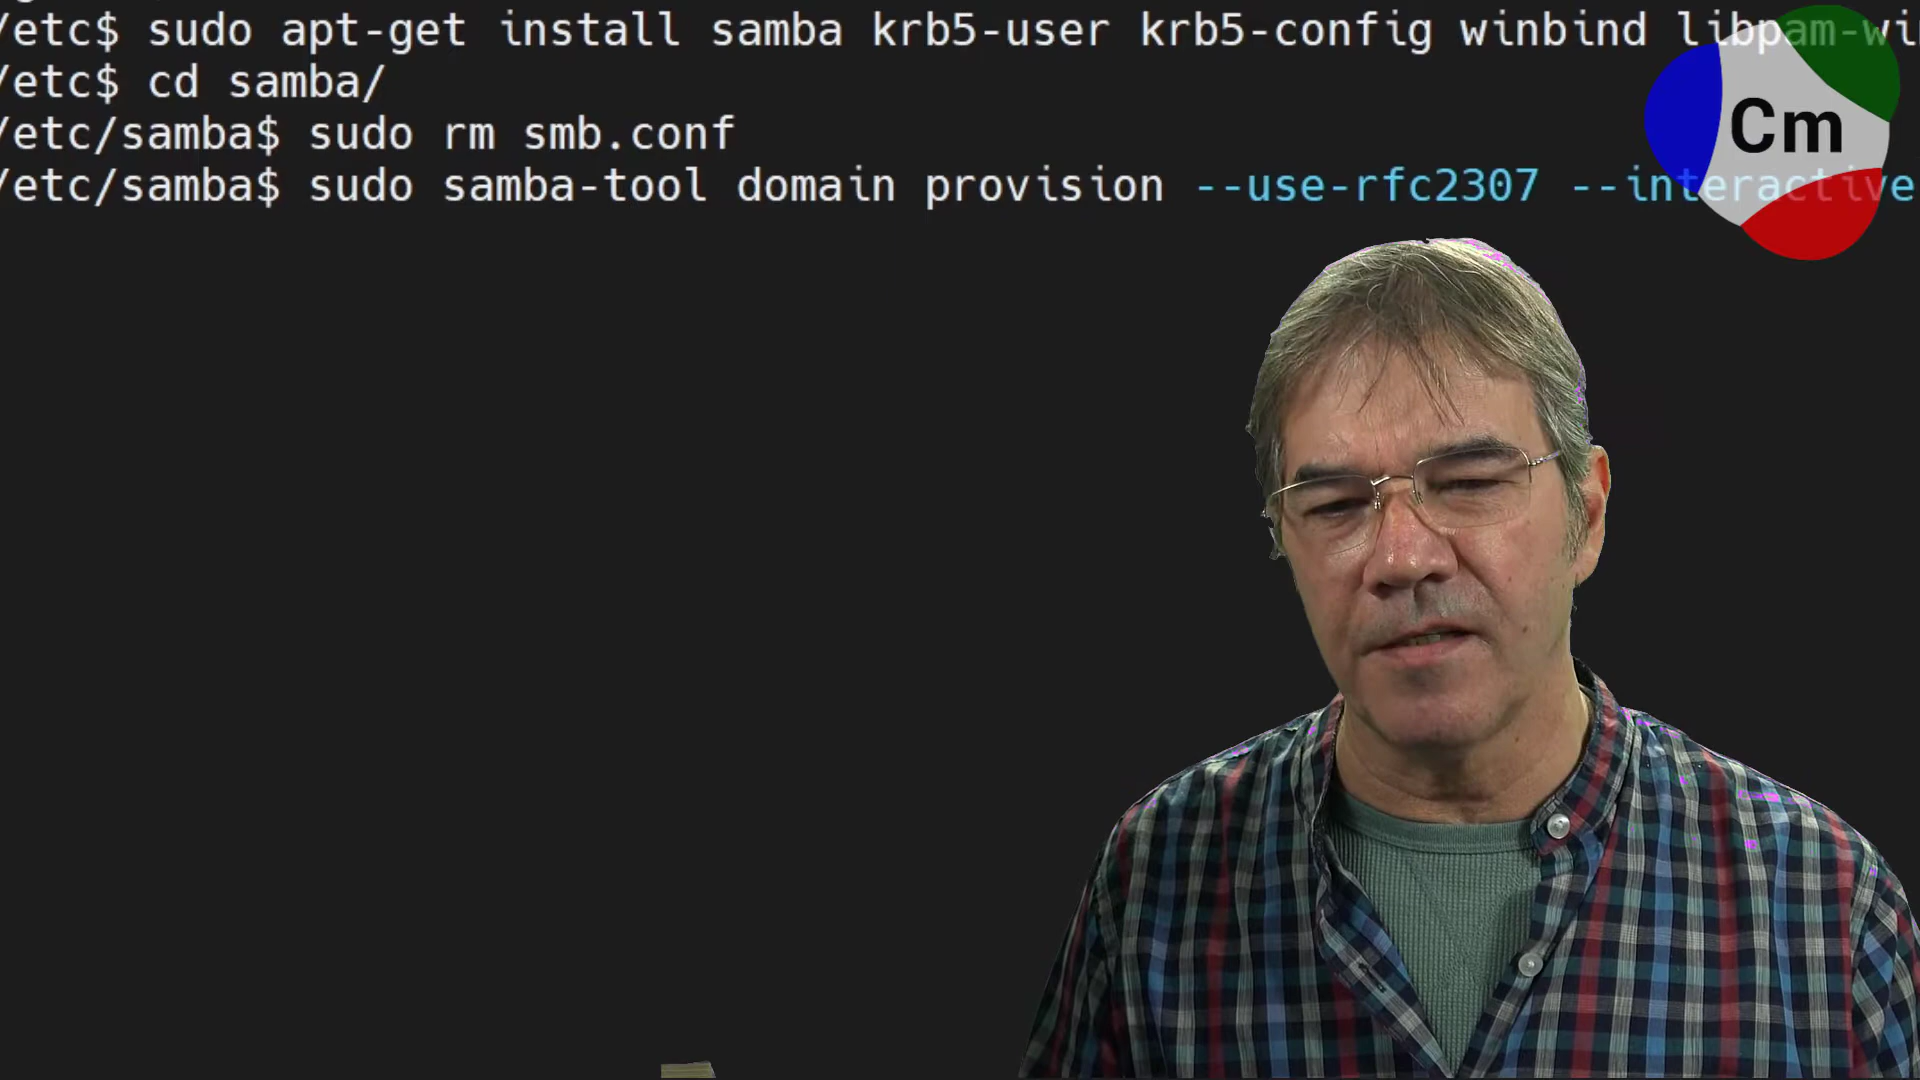 /etc$ sudo apt-get install samba krb5-user krb5-config winbind libpam-wi
/etc$ cd samba/
/etc/samba$ sudo rm smb.conf
/etc/samba$ sudo samba-tool domain provision --use-rfc2307 --interactive
Cm